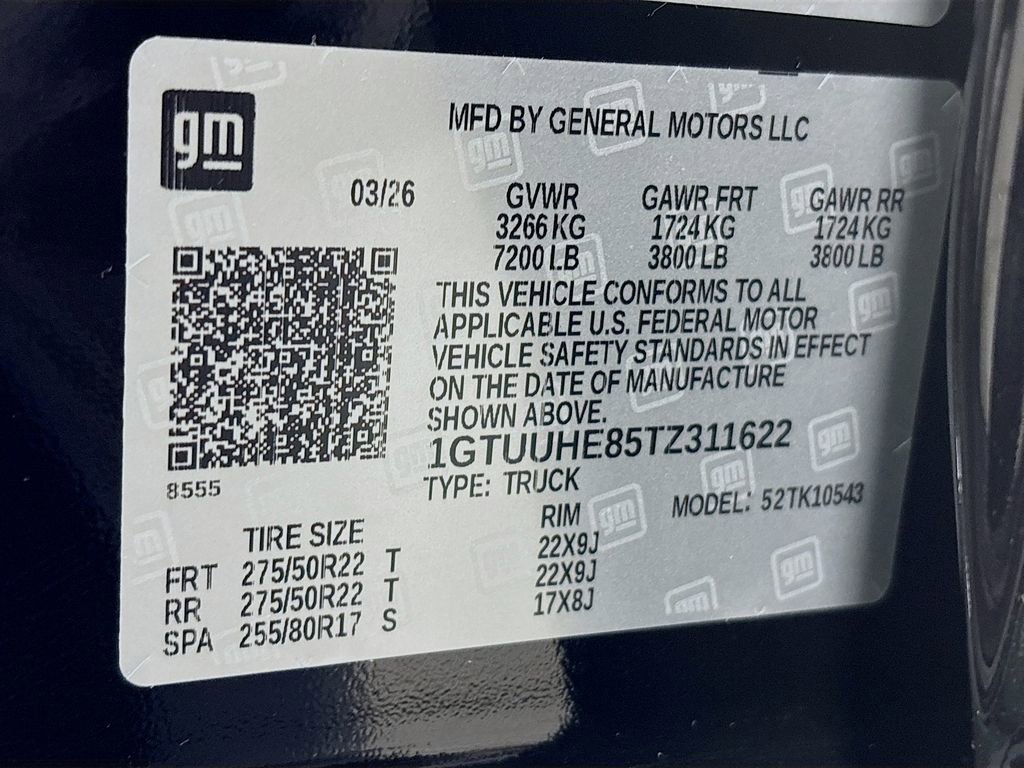 gm
MFD BY GENERAL MOTORS LLC
03/26
GVWR GAWR FRT GAWR RR
3266 KG 1724 KG 1724 KG
7200 LB 3800 LB 3800 LB
THIS VEHICLE CONFORMS TO ALL
APPLICABLE U.S. FEDERAL MOTOR
VEHICLE SAFETY STANDARDS IN EFFECT
ON THE DATE OF MANUFACTURE
SHOWN ABOVE.
1GTUUHE85TZ311622
8555
TYPE: TRUCK MODEL: 52TK10543
TIRE SIZE RIM
FRT 275/50R22 T 22X9J
RR 275/50R22 T 22X9J
SPA 255/80R17 S 17X8J